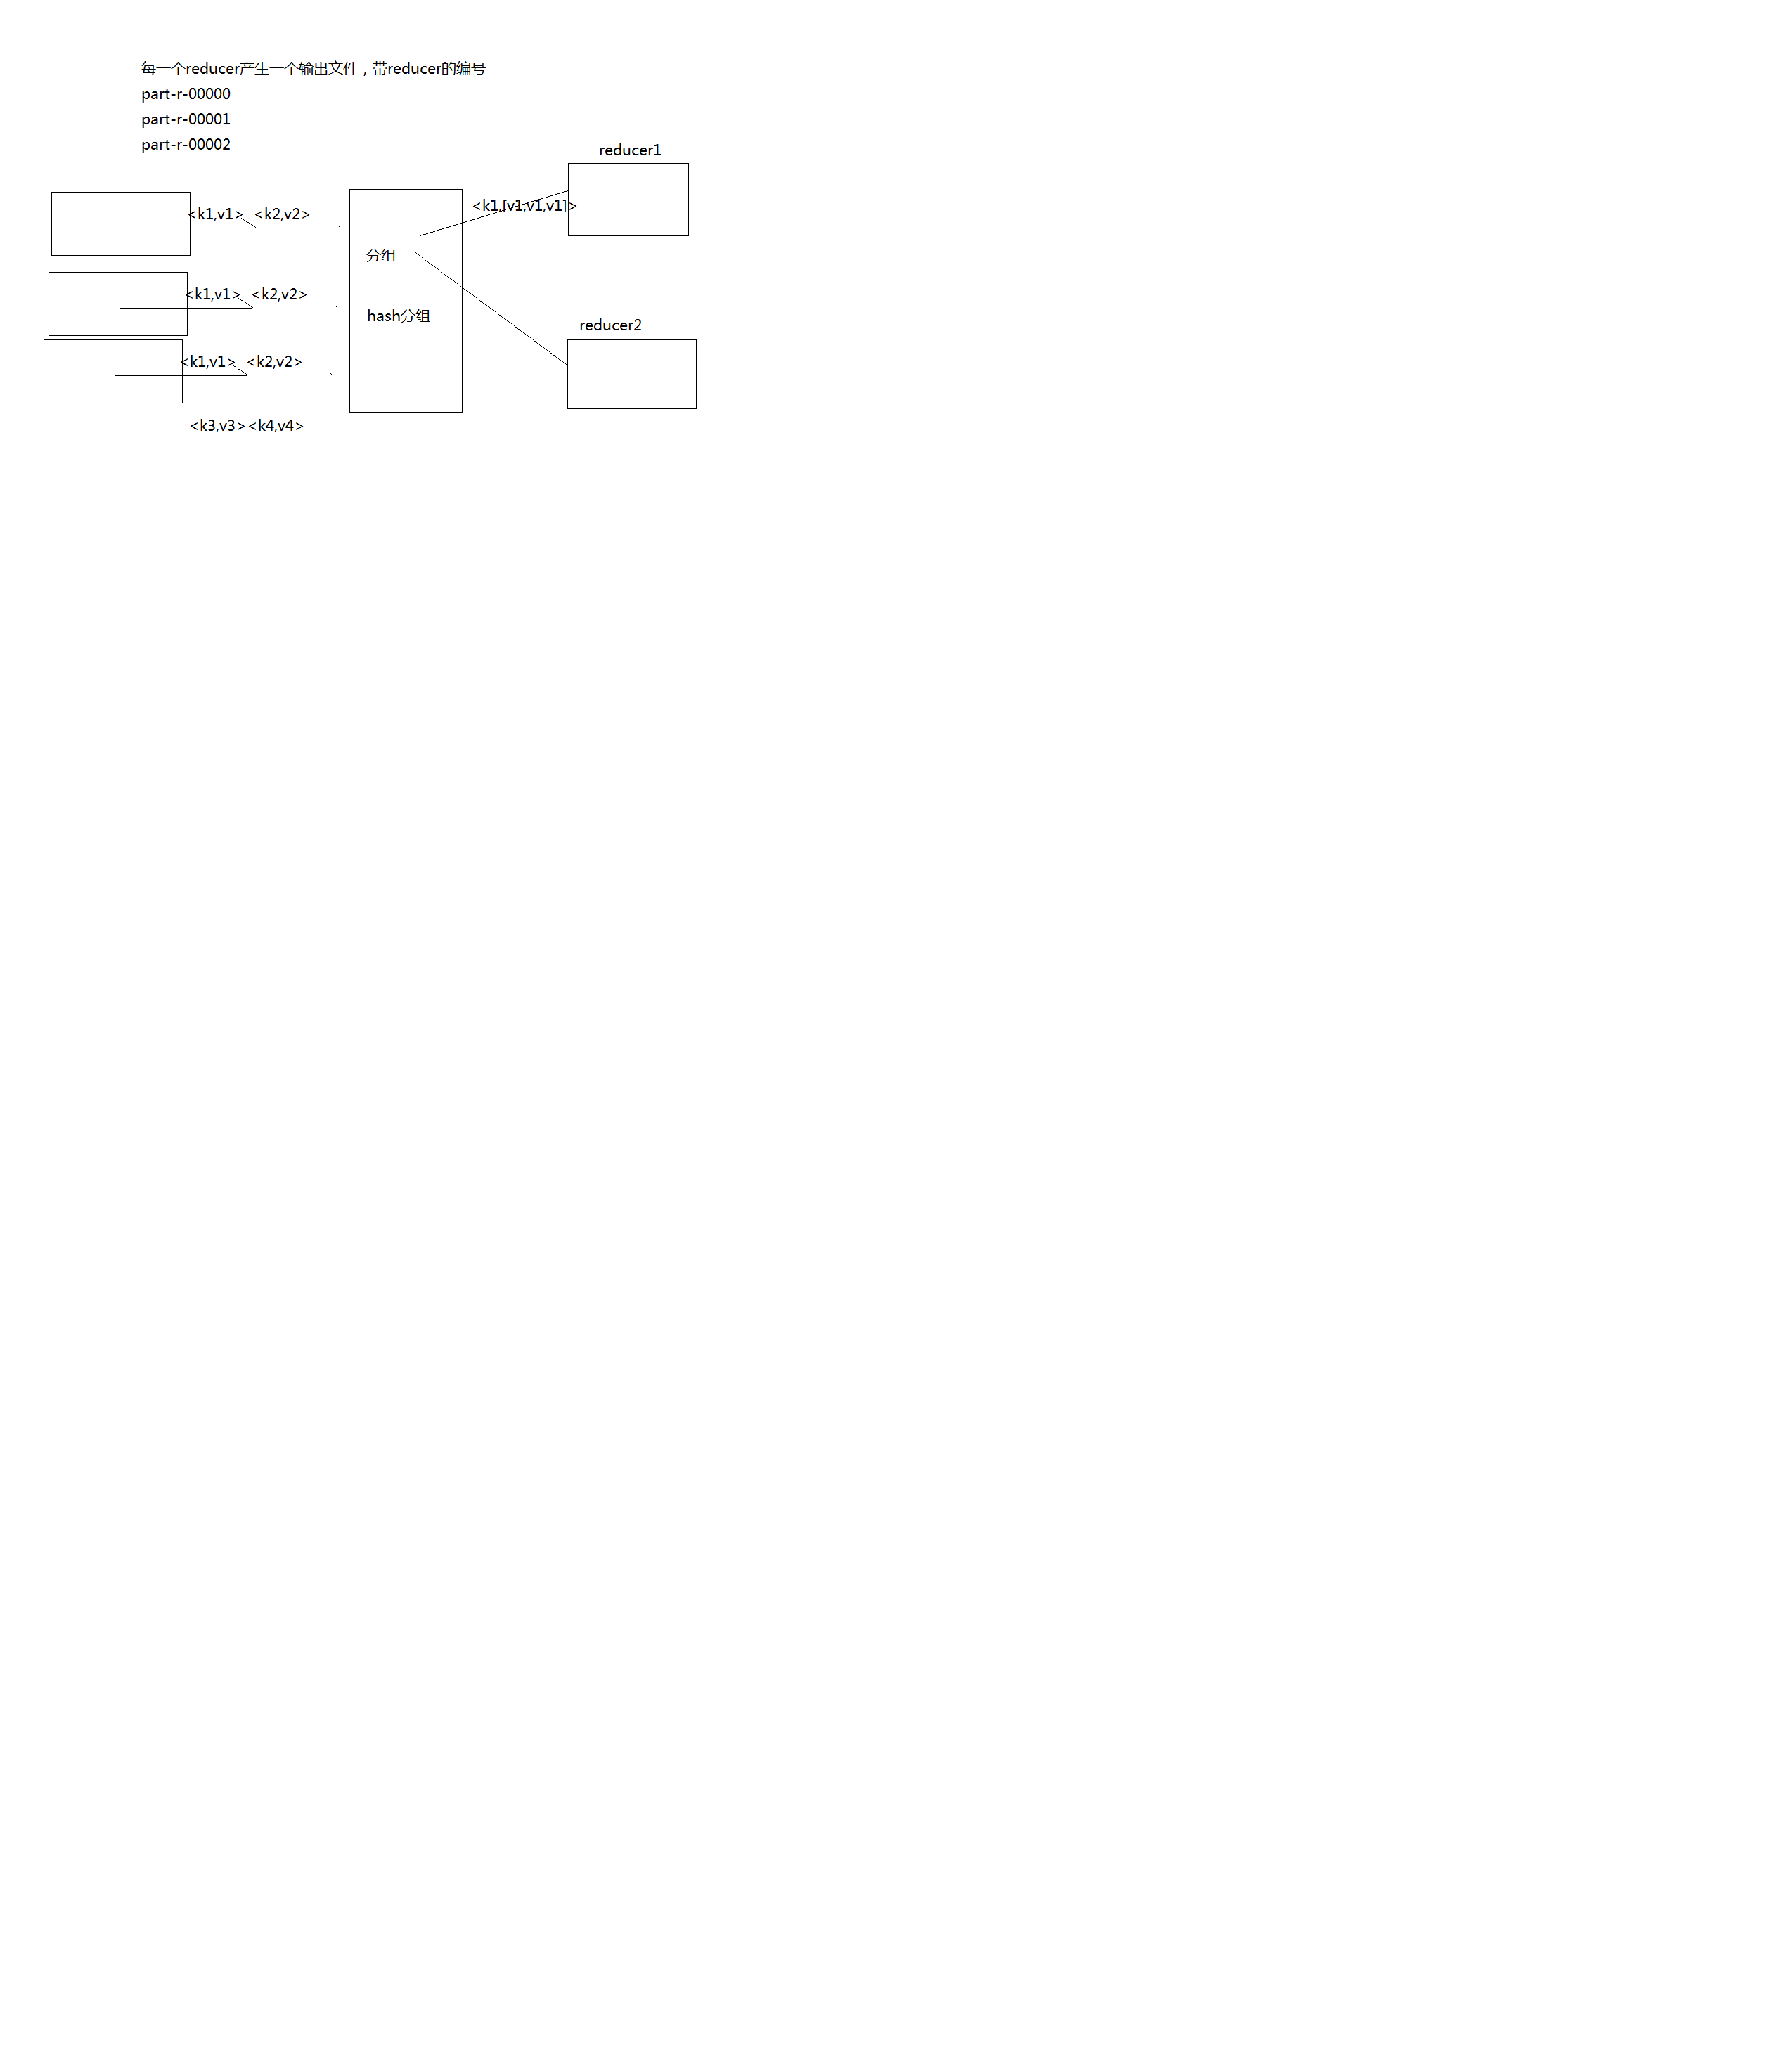 每一个reducer产生一个输出文件，带reducer的编号
part-r-00000
part-r-00001
part-r-00002
reducer1
<k1,v1> <k2,v2>
<k1,[v1,v1,v1]>
分组
<k1,v1> <k2,v2>
hash分组
reducer2
<k1,v1> <k2,v2>
<k3,v3><k4,v4>